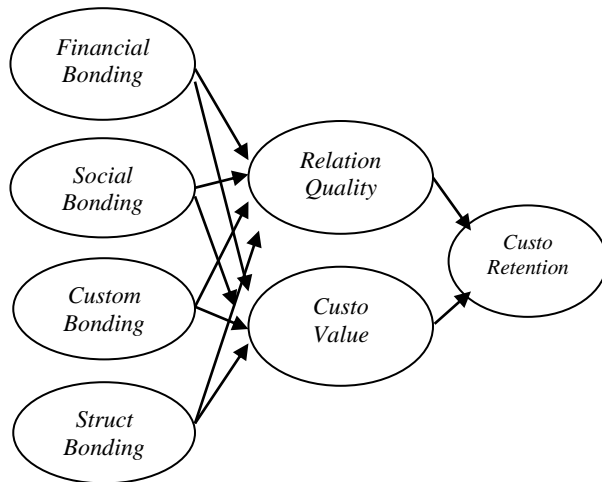 Financial
Bonding
Social
Bonding
Custom
Bonding
Struct
Bonding
Relation
Quality
Custo
Value
Custo
Retention